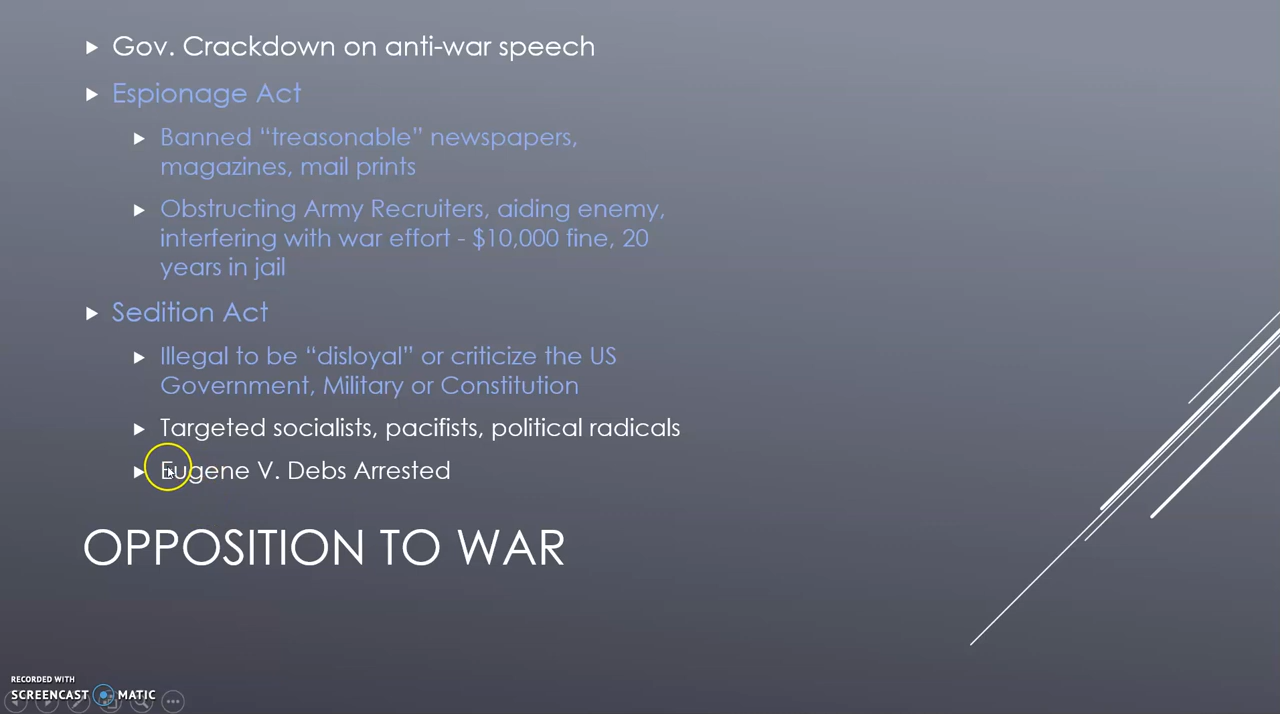 Gov. Crackdown on anti-war speech
Espionage Act
Banned “treasonable” newspapers,
magazines, mail prints
Obstructing Army Recruiters, aiding enemy,
interfering with war effort - $10,000 fine, 20
years in jail
Sedition Act
Illegal to be “disloyal” or criticize the US
Government, Military or Constitution
Targeted socialists, pacifists, political radicals
Eugene V. Debs Arrested
OPPOSITION TO WAR
RECORDED WITH
SCREENCAST MATIC